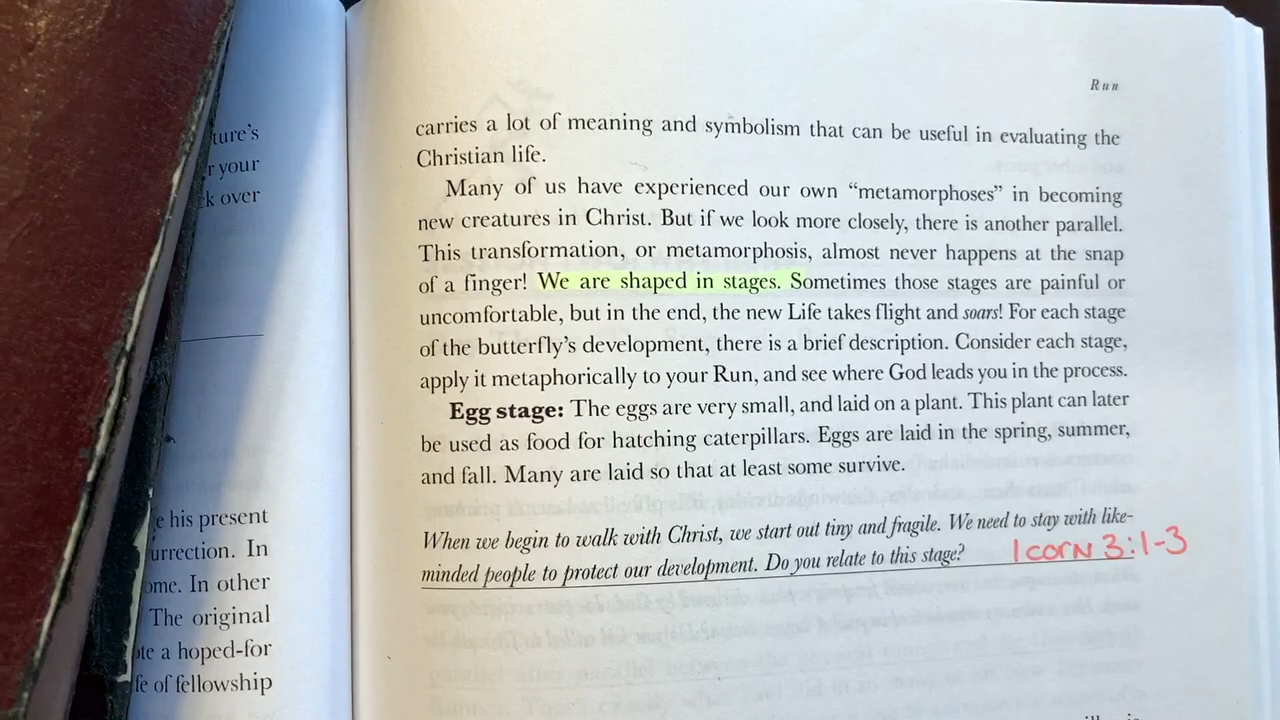 ture's
r your
k over
e his present
urrection. In
ome. In other
The original
te a hoped-for
fe of fellowship
Run
carries a lot of meaning and symbolism that can be useful in evaluating the
Christian life.
Many of us have experienced our own “metamorphoses” in becoming
new creatures in Christ. But if we look more closely, there is another parallel.
This transformation, or metamorphosis, almost never happens at the snap
of a finger! We are shaped in stages. Sometimes those stages are painful or
uncomfortable, but in the end, the new Life takes flight and soars! For each stage
of the butterfly’s development, there is a brief description. Consider each stage,
apply it metaphorically to your Run, and see where God leads you in the process.
Egg stage: The eggs are very small, and laid on a plant. This plant can later
be used as food for hatching caterpillars. Eggs are laid in the spring, summer,
and fall. Many are laid so that at least some survive.
When we begin to walk with Christ, we start out tiny and fragile. We need to stay with like-
minded people to protect our development. Do you relate to this stage? 1 corn 3:1-3